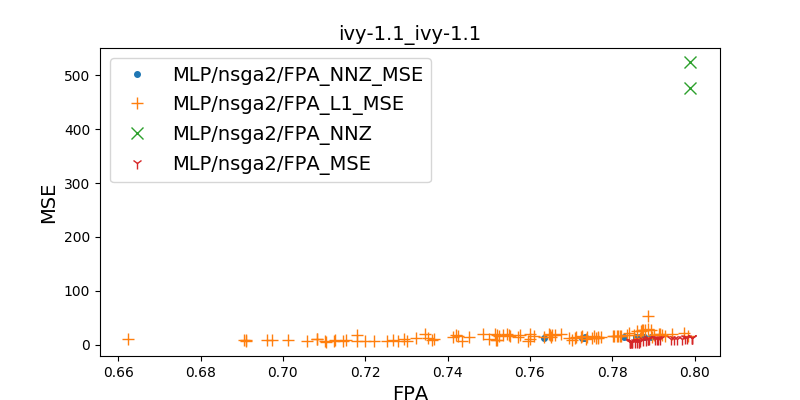 ivy-1.1_ivy-1.1
MLP/nsga2/FPA_NNZ_MSE
MLP/nsga2/FPA_L1_MSE
MLP/nsga2/FPA_NNZ
MLP/nsga2/FPA_MSE
MSE
500
400
300
200
100
0
0.66 0.68 0.70 0.72 0.74 0.76 0.78 0.80
FPA